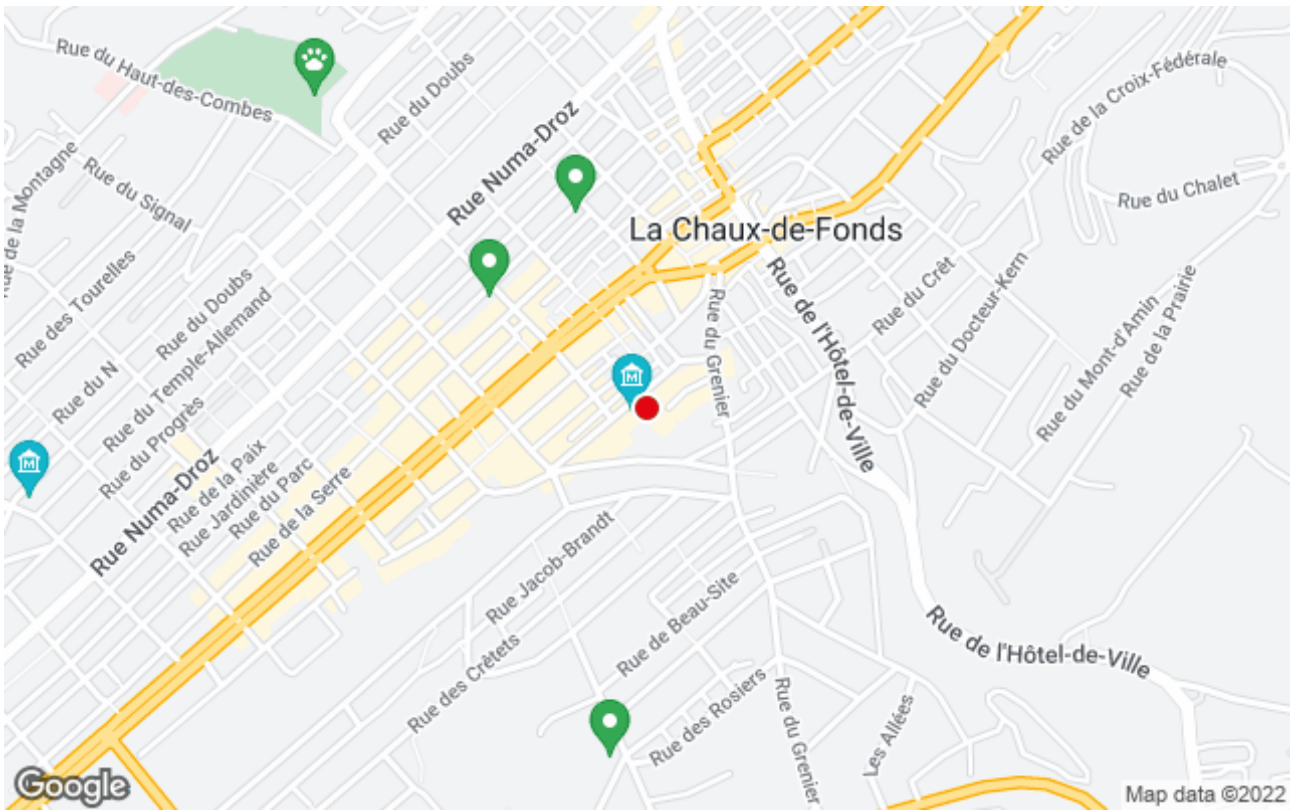 Rue du Haut-des-Combes
Rue du Doubs
Rue Numa-Droz
Rue de la Croix-Fédérale
Rue du Chalet
Rue de la Montagne
Rue du Signal
La Chaux-de-Fonds
Rue des Tourelles
Rue du Doubs
Rue du Temple-Allemand
Rue du N
Rue du Progrès
Rue Numa-Droz
Rue de la Paix
Rue Jardinière
Rue du Parc
Rue de la Serre
Rue du Grenier
Rue de l'Hôtel-de-Ville
Rue du Crêt
Rue du Docteur-Kern
Rue du Mont-d'Amin
Rue de la Prairie
M
M
Rue Jacob-Brandt
Rue des Crêtets
Rue de Beau-Site
Rue des Rosiers
Rue du Grenier
Les Allées
Rue de l'Hôtel-de-Ville
Google
Map data ©2022